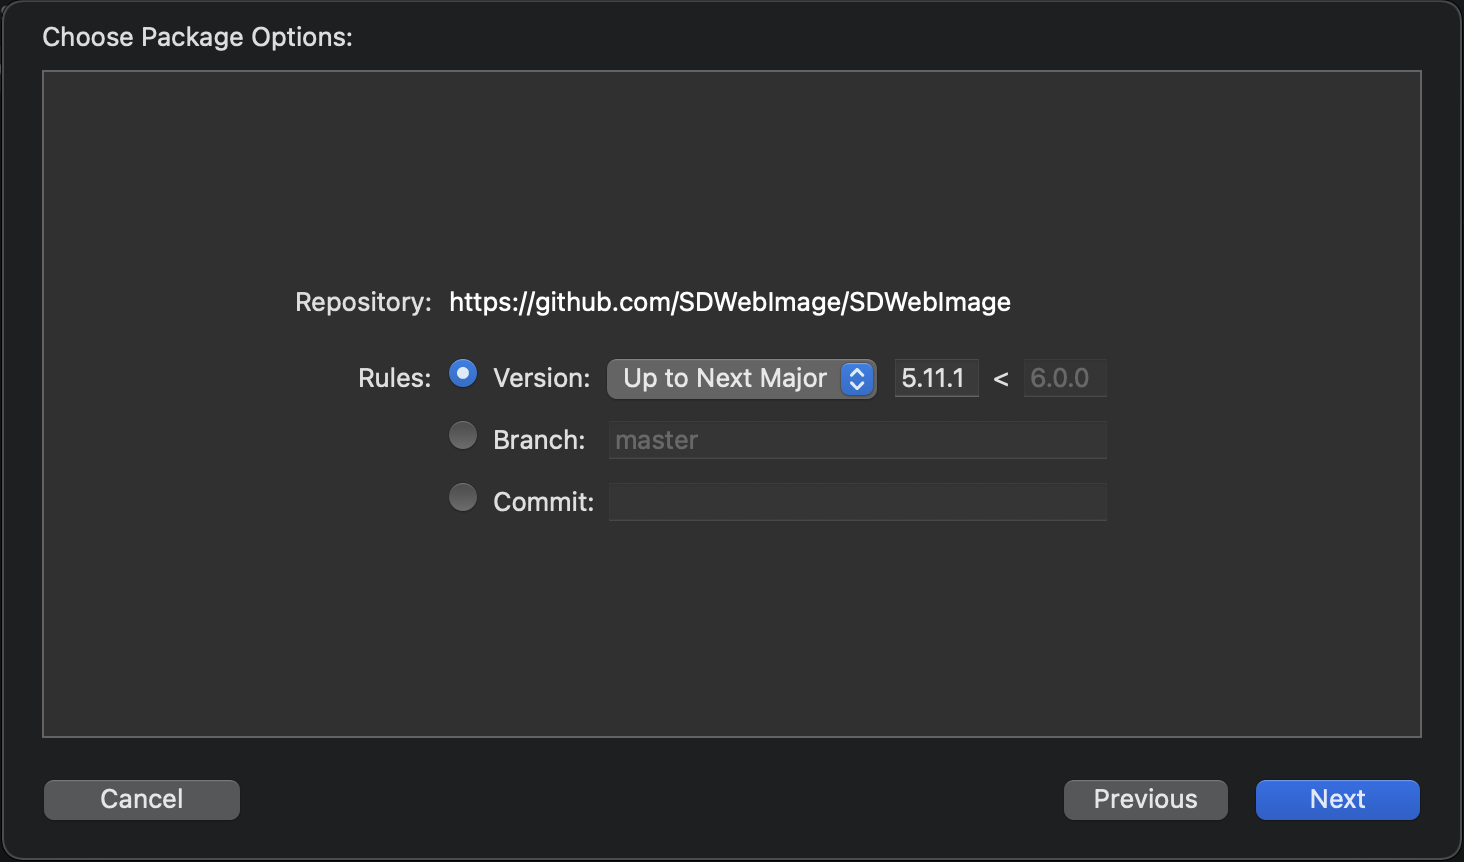 Choose Package Options:
Repository: https://github.com/SDWebImage/SDWebImage
Rules: Version: Up to Next Major 5.11.1 < 6.0.0
Branch: master
Commit:
Cancel Previous Next